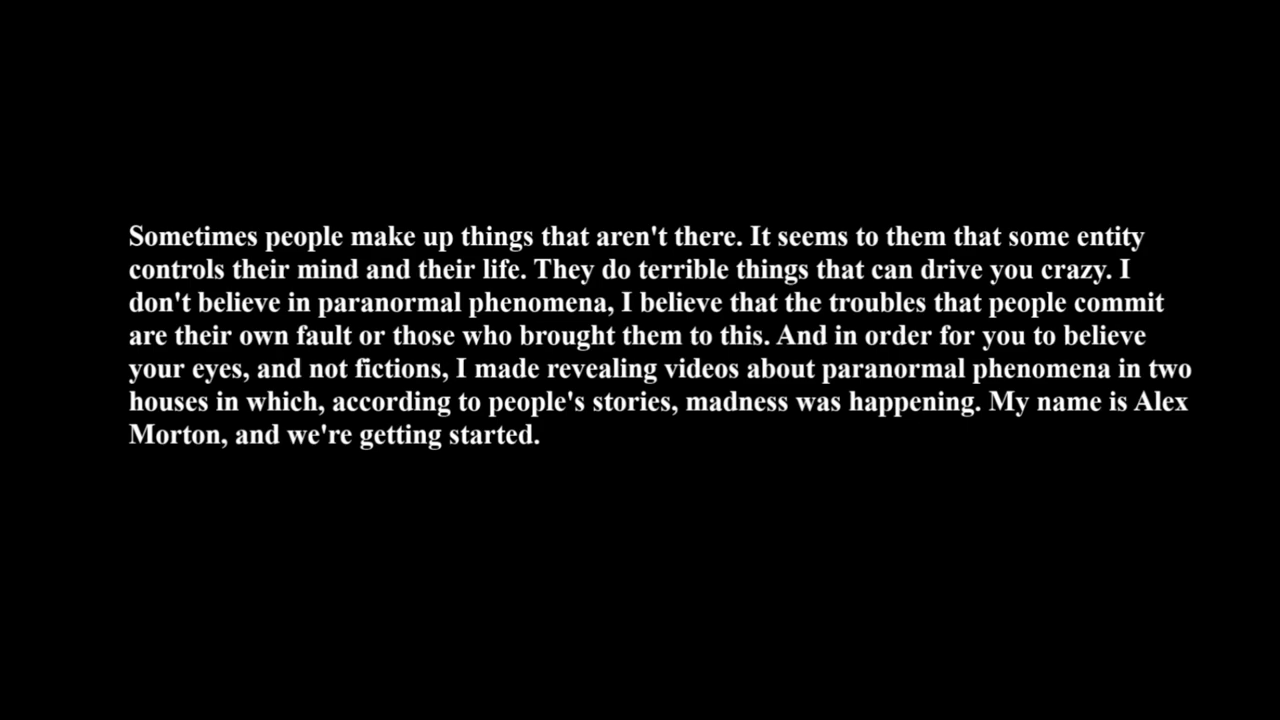 Sometimes people make up things that aren't there. It seems to them that some entity
controls their mind and their life. They do terrible things that can drive you crazy. I
don't believe in paranormal phenomena, I believe that the troubles that people commit
are their own fault or those who brought them to this. And in order for you to believe
your eyes, and not fictions, I made revealing videos about paranormal phenomena in two
houses in which, according to people's stories, madness was happening. My name is Alex
Morton, and we're getting started.